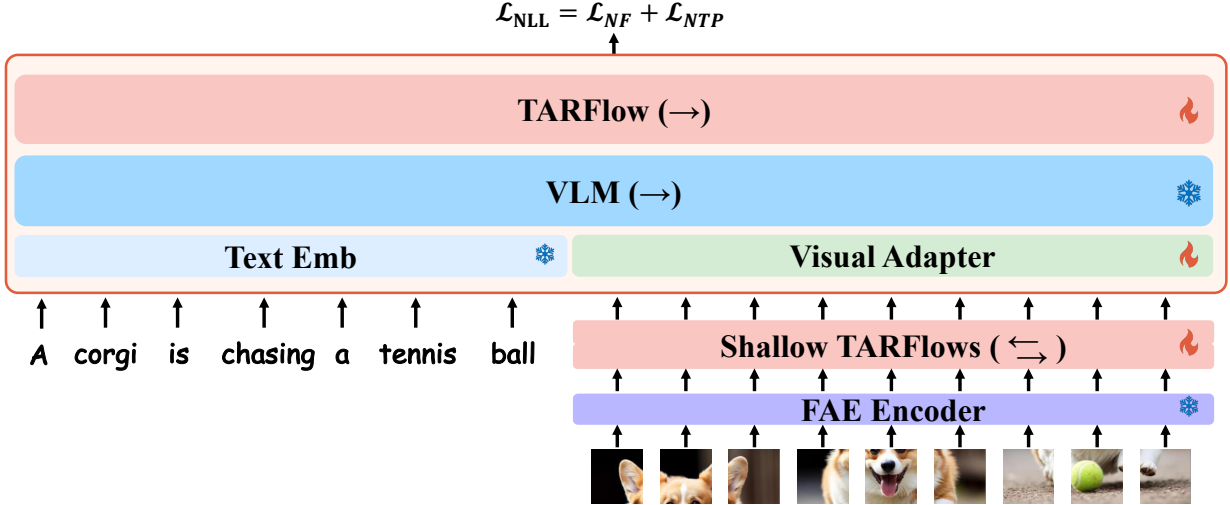 ℒ_NLL = ℒ_NF + ℒ_NTP
TARFlow (→)
VLM (→)
Text Emb
Visual Adapter
A corgi is chasing a tennis ball
Shallow TARFlows (⇆)
FAE Encoder